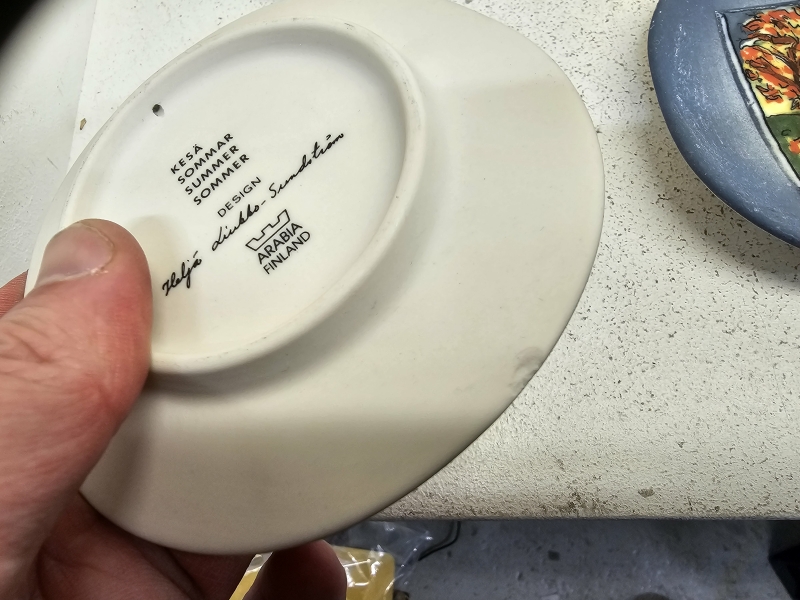 KESÄ
SOMMAR
SUMMER
SOMMER
DESIGN
Heljä Liukko-Sundström
ARABIA
FINLAND